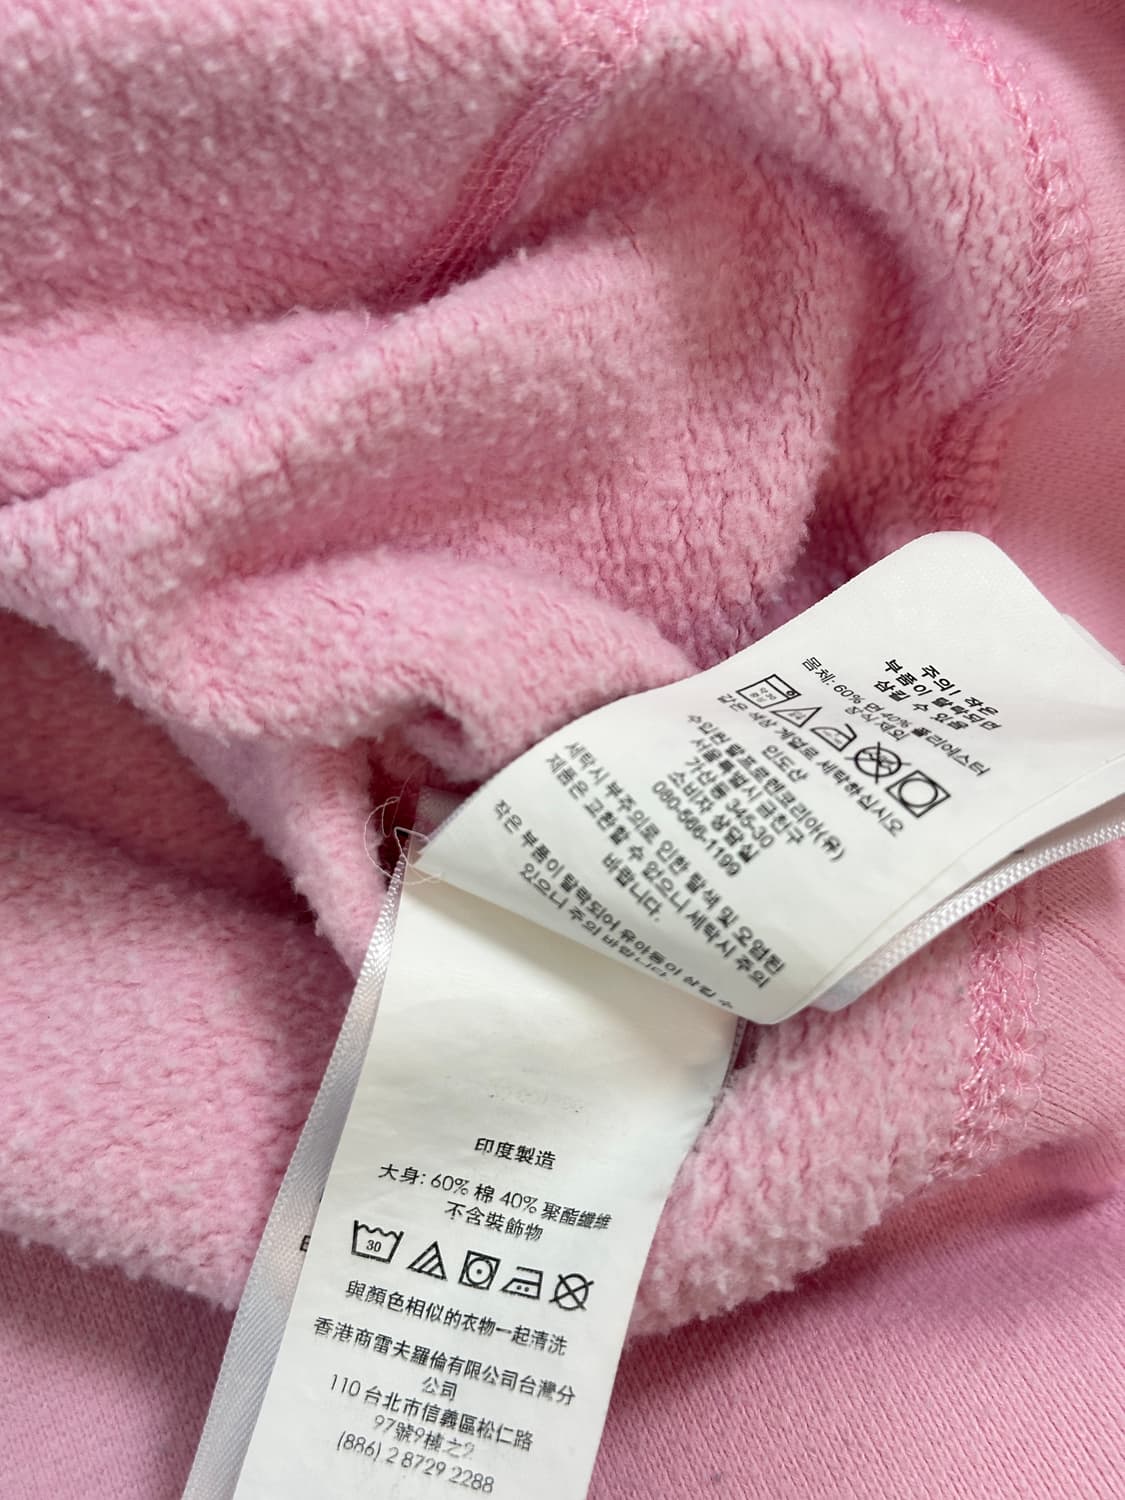 주의! 작은
부품이 탈락되면
삼킬 수 있음
몸체: 60% 면 40% 폴리에스터
장식 제외
같은 색상 계열로 세탁하십시오
인도산
수입원 랄프로렌코리아(유)
서울특별시 금천구
가산동 345-30
소비자 상담실
080-566-1199
세탁시 부주의로 인한 탈색 및 오염된
제품은 교환할 수 없으니 세탁시 주의
바랍니다.
작은 부품이 탈락되어 유아들이 삼킬 수
있으니 주의 바랍니다
印度製造
大身: 60% 棉 40% 聚酯纖維
不含裝飾物
30
與顏色相似的衣物一起清洗
香港商雷夫羅倫有限公司台灣分
公司
110 台北市信義區松仁路
97號9樓之2
(886) 2 8729 2288